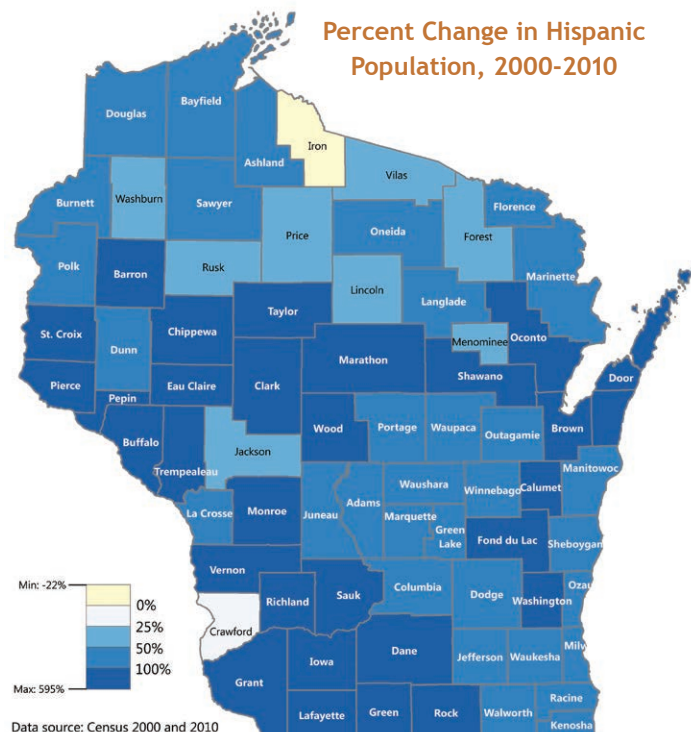 Percent Change in Hispanic
Population, 2000-2010
Douglas
Bayfield
Ashland
Iron
Vilas
Washburn
Burnett
Sawyer
Florence
Price
Oneida
Forest
Polk
Barron
Rusk
Marinette
Lincoln
Langlade
Taylor
Chippewa
St. Croix
Dunn
Menominee
Oconto
Marathon
Pierce
Eau Claire
Clark
Shawano
Door
Pepin
Buffalo
Wood
Portage
Waupaca
Outagamie
Brown
Trempealeau
Jackson
Manitowoc
Waushara
Winnebago
Calumet
La Crosse
Monroe
Juneau
Adams
Marquette
Green
Lake
Fond du Lac
Sheboygan
Vernon
Richland
Sauk
Columbia
Dodge
Washington
Ozau
Min: -22%
0%
25%
50%
100%
Max: 595%
Crawford
Iowa
Dane
Jefferson
Waukesha
Milw
Grant
Lafayette
Green
Rock
Walworth
Racine
Kenosha
Data source: Census 2000 and 2010